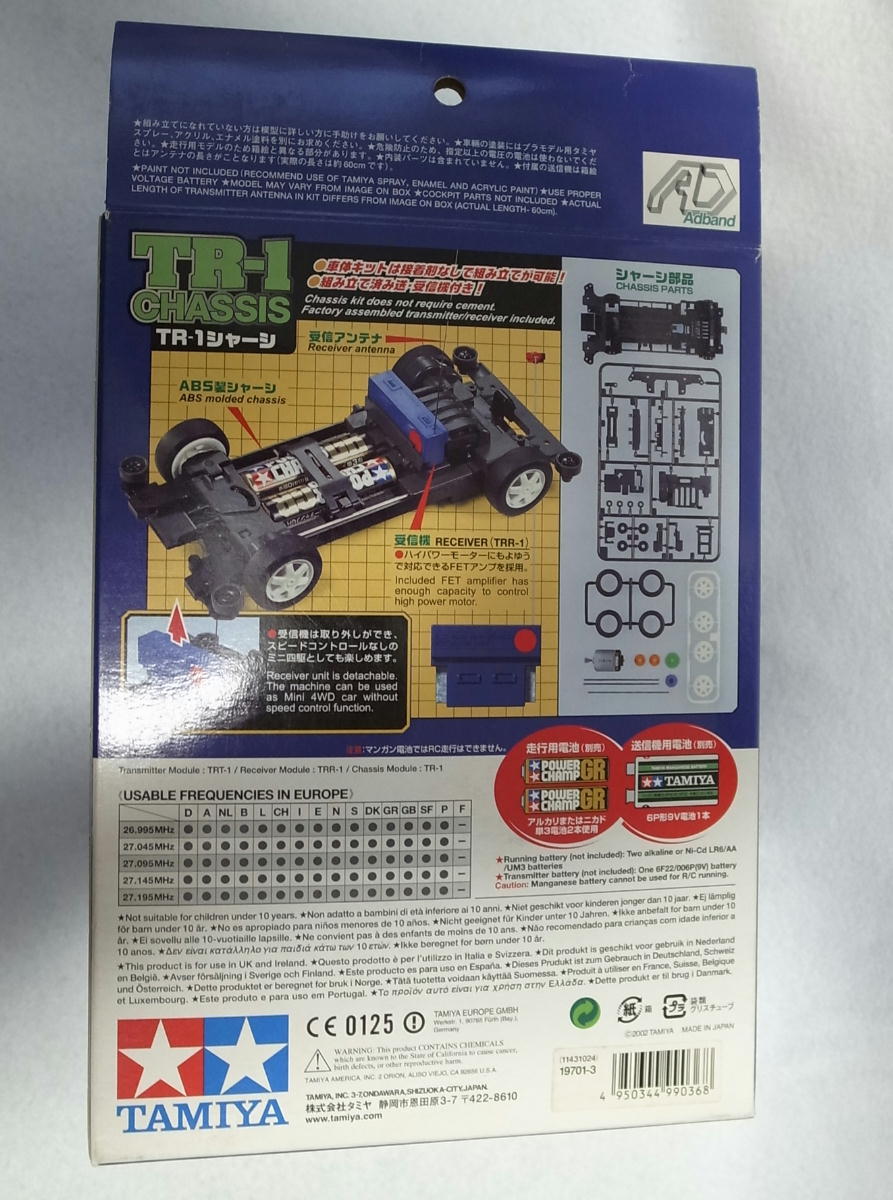 ★組み立てになれていない方は模型に詳しい方に手助けをお願いしてください。★車輛の塗装にはプラモデル用タミヤ
スプレー、アクリル、エナメル塗料を別にお求めください。★危険防止のため、指定以上の電圧の電池は使わないでくだ
さい。★走行用モデルのため箱絵と異なる部分があります。★内装パーツは含まれていません。★付属の送信機は箱絵
とはアンテナの長さがことなります(実際の長さは約60cmです)。
★PAINT NOT INCLUDED (RECOMMEND USE OF TAMIYA SPRAY, ENAMEL AND ACRYLIC PAINT) ★USE PROPER
VOLTAGE BATTERY ★MODEL MAY VARY FROM IMAGE ON BOX ★COCKPIT PARTS NOT INCLUDED ★ACTUAL
LENGTH OF TRANSMITTER ANTENNA IN KIT DIFFERS FROM IMAGE ON BOX (ACTUAL LENGTH- 60cm).
AD
Adband
TR-1
CHASSIS
TR-1シャーシ
●車体キットは接着剤なしで組み立てが可能!
●組み立て済み送・受信機付き!
Chassis kit does not require cement.
Factory assembled transmitter/receiver included.
シャーシ部品
CHASSIS PARTS
受信アンテナ
Receiver antenna
ABS製シャーシ
ABS molded chassis
受信機 RECEIVER (TRR-1)
●ハイパワーモーターにもよゆう
で対応できるFETアンプを採用。
Included FET amplifier has
enough capacity to control
high power motor.
●受信機は取り外しができ、
スピードコントロールなしの
ミニ四駆としても楽しめます。
Receiver unit is detachable.
The machine can be used
as Mini 4WD car without
speed control function.
注意:マンガン電池ではRC走行はできません。
走行用電池(別売)
POWER CHAMP GR
POWER CHAMP GR
アルカリまたはニカド
単3電池2本使用
送信機用電池(別売)
TAMIYA
6P形9V電池1本
Transmitter Module : TRT-1 / Receiver Module : TRR-1 / Chassis Module : TR-1
〈USABLE FREQUENCIES IN EUROPE〉
D A NL B L CH I E N S DK GR GB SF P F
26.995MHz ● ● ● ● ● ● ● ● ● ● ● ● ● ● ● –
27.045MHz ● ● ● ● ● ● ● ● ● ● ● ● ● ● ● –
27.095MHz ● ● ● ● ● ● ● ● ● ● ● ● ● ● ● –
27.145MHz ● ● ● ● ● ● ● ● ● ● ● ● ● ● ● –
27.195MHz ● ● ● ● ● ● ● ● ● ● ● ● ● ● ● –
★Running battery (not included): Two alkaline or Ni-Cd LR6/AA
/UM3 batteries
★Transmitter battery (not included): One 6F22/006P(9V) battery
Caution: Manganese battery cannot be used for R/C running.
★Not suitable for children under 10 years. ★Non adatto a bambini di età inferiore ai 10 anni. ★Niet geschikt voor kinderen jonger dan 10 jaar. ★Ej lämplig
för barn under 10 år. ★No es apropiado para niños menores de 10 años. ★Nicht geeignet für Kinder unter 10 Jahren. ★Ikke anbefalt for barn under 10
år. ★Ei sovellu alle 10-vuotiaille lapsille. ★Ne convient pas à des enfants de moins de 10 ans. ★Não recomendado para crianças com idade inferior a
10 anos. ★Δεν είναι κατάλληλο για παιδιά κάτω των 10 ετών. ★Ikke beregnet for børn under 10 år.
★This product is for use in UK and Ireland. ★Questo prodotto è per l'utilizzo in Italia e Svizzera. ★Dit produkt is geschikt voor gebruik in Nederland
en België. ★Avser försäljning i Sverige och Finland. ★Este producto es para uso en España. ★Dieses Produkt ist zum Gebrauch in Deutschland, Schweiz
und Österreich. ★Dette produktet er beregnet for bruk i Norge. ★Tätä tuotetta voidaan käyttää Suomessa. ★Produit à utiliser en France, Suisse, Belgique
et Luxembourg. ★Este produto e para uso em Portugal. ★Το προϊόν αυτό είναι για χρήση στην Ελλάδα. ★Dette produkt er til brug i Danmark.
TAMIYA
CE 0125
TAMIYA EUROPE GMBH
Werkstr. 1, 90765 Fürth (Bay.),
Germany
WARNING: This product CONTAINS CHEMICALS
which are known to the State of California to cause cancer,
birth defects, or other reproductive harm.
TAMIYA AMERICA, INC. 2 ORION, ALISO VIEJO, CA 92656 U.S.A.
TAMIYA, INC. 3-7, ONDAWARA, SHIZUOKA-CITY, JAPAN.
株式会社タミヤ 静岡市恩田原3-7 〒422-8610
www.tamiya.com
紙 箱
プラ 袋類
グリスチューブ
©2002 TAMIYA MADE IN JAPAN
(11431024)
19701-3
4 950344 990368